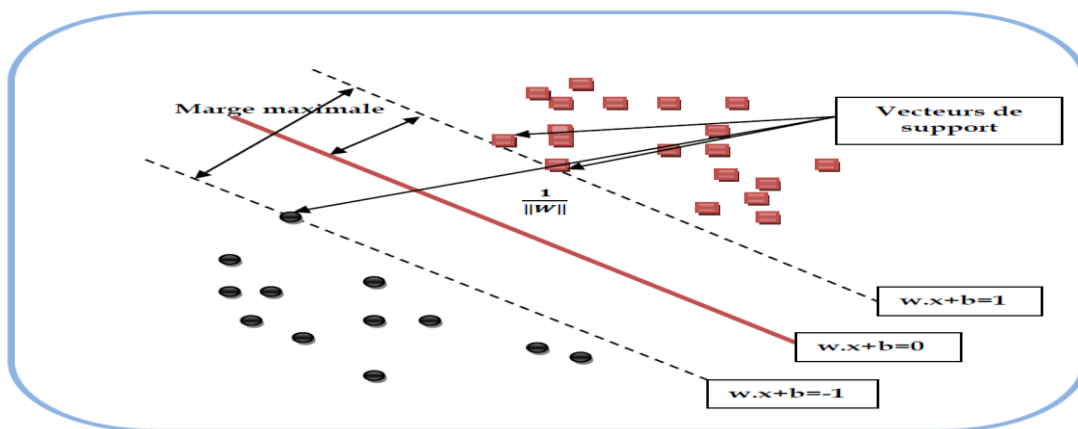 Marge maximale
Vecteurs de
support
1
||W||
w.x+b=1
w.x+b=0
w.x+b=-1